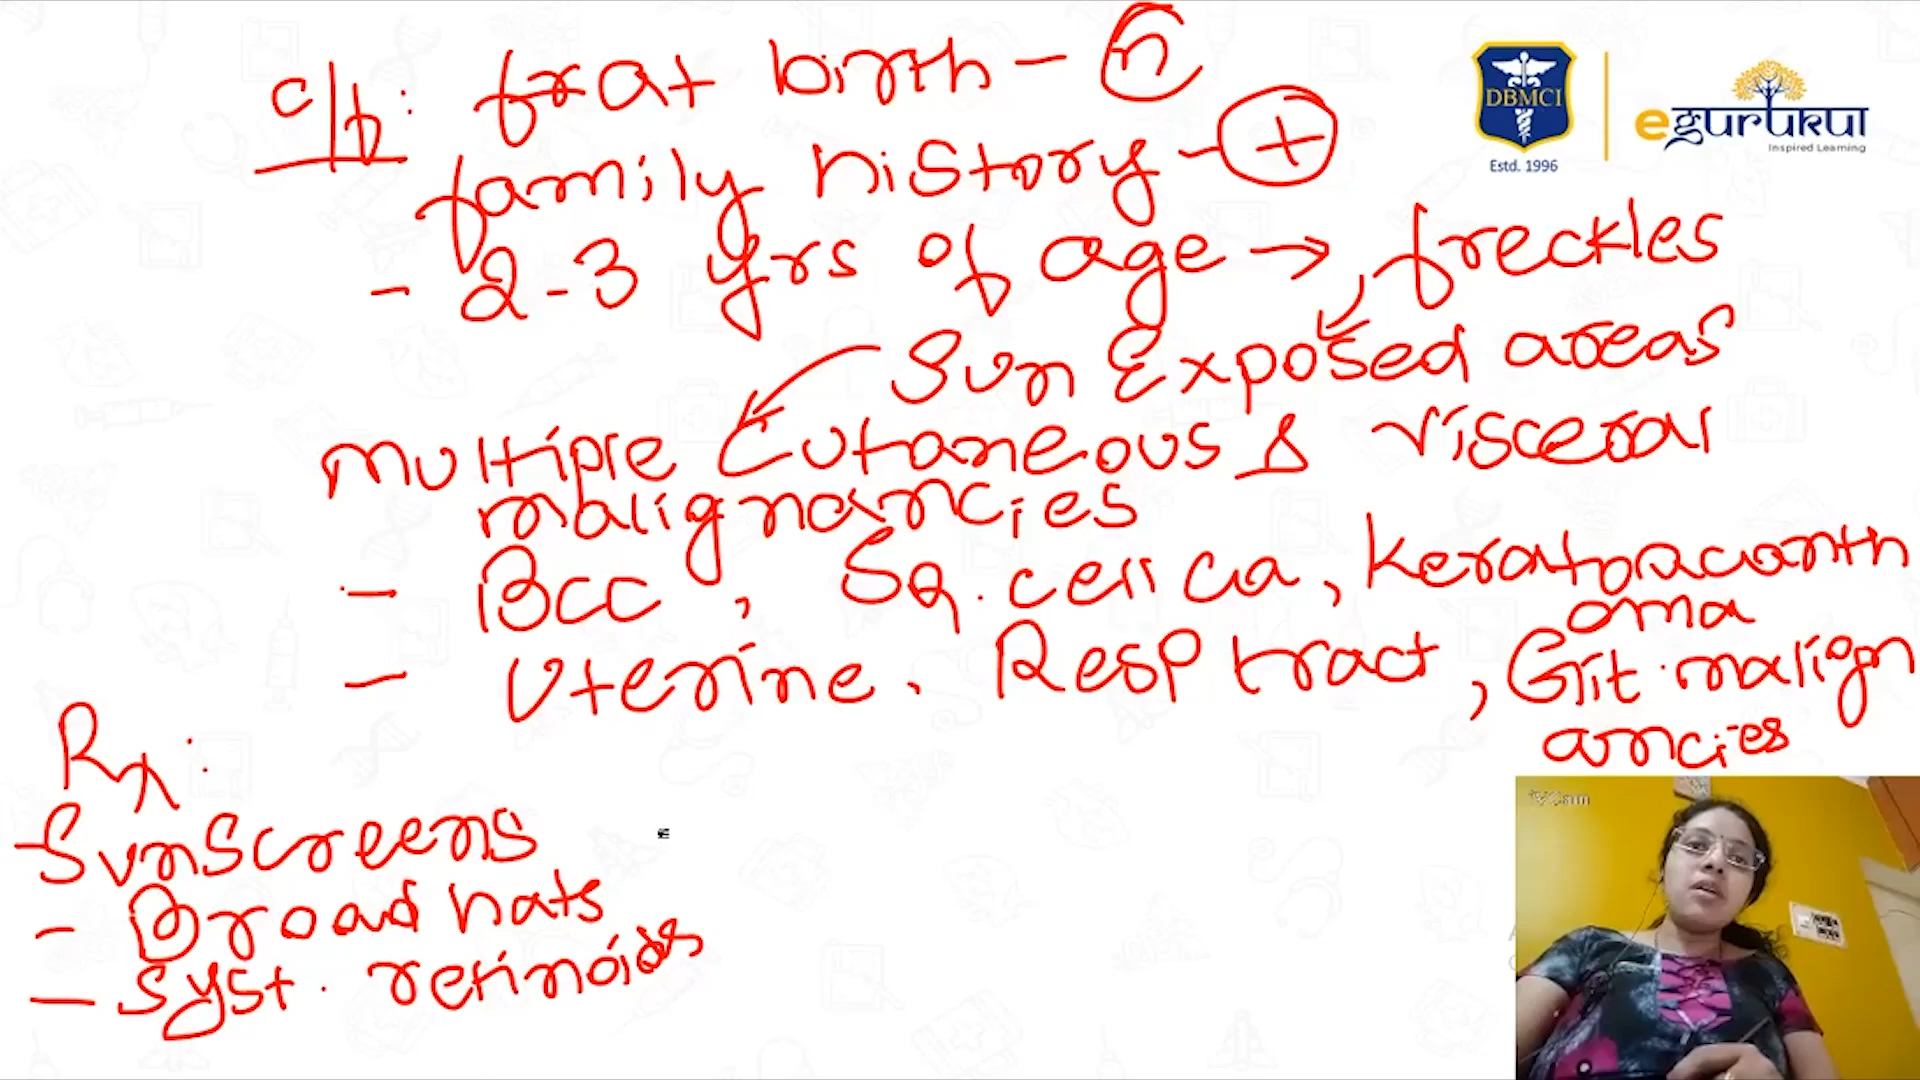 c/f: frat birth - n
family history - +
- 2-3 yrs of age → freckles
Sun Exposed areas
multiple Cutaneous & visceral
malignancies
- BCC, SQ. cell ca, Keratoacanth
oma
- Uterine, Resp tract, Git. malign
ancies
Rx:
Sunscreens
- Broad hats
- Syst. retinoids
DBMCI
Estd. 1996
egurukul
Inspired Learning